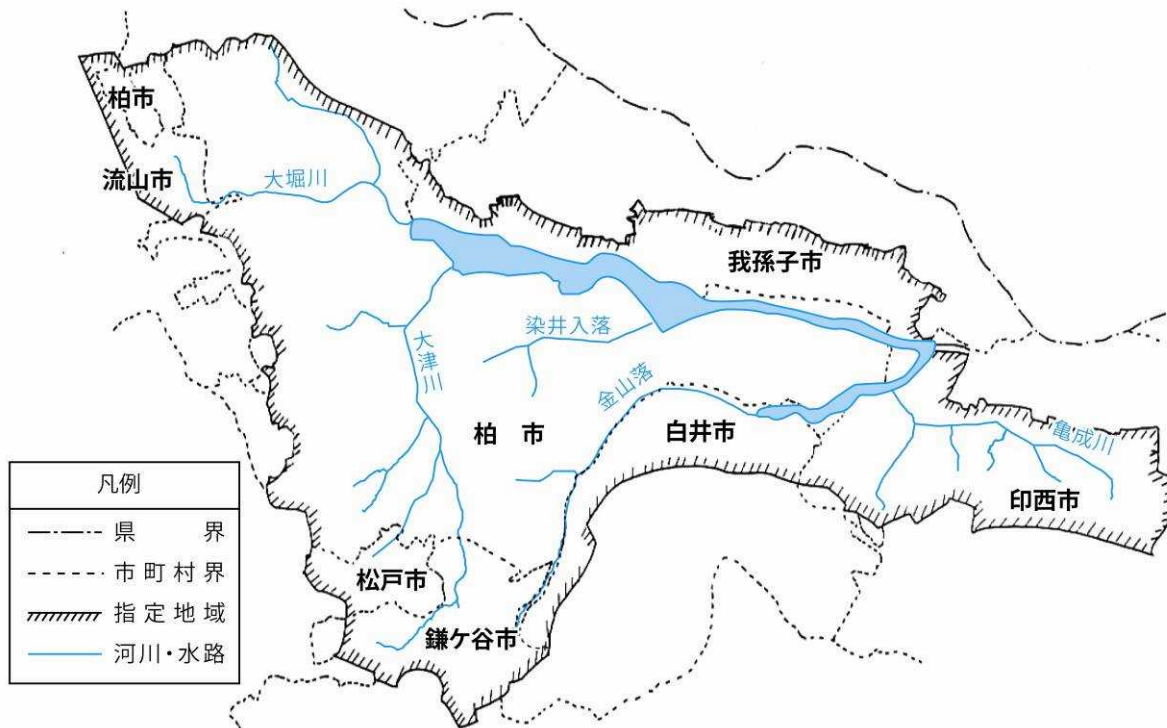 柏市
流山市
大堀川
我孫子市
染井入落
大津川
金山落
柏 市
白井市
亀成川
印西市
松戸市
鎌ケ谷市
凡例
県 界
市町村界
指定地域
河川・水路